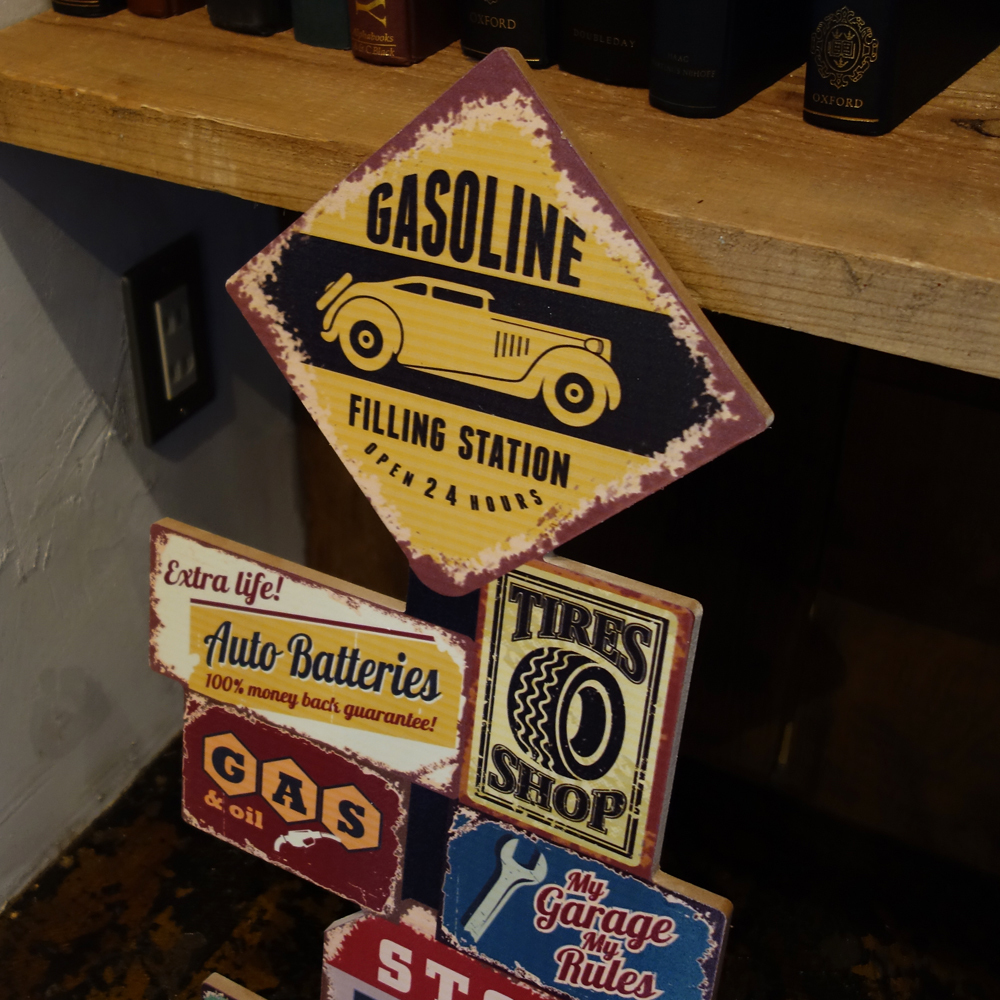 OXFORD
DOUBLEDAY
OXFORD
GASOLINE
FILLING STATION
OPEN 24 HOURS
Extra life!
Auto Batteries
100% money back guarantee!
TIRES
SHOP
GAS
& oil
My
Garage
My
Rules